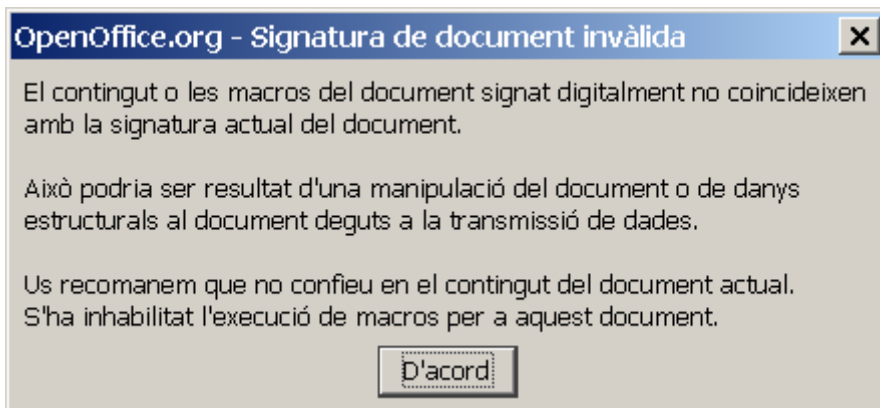 OpenOffice.org - Signatura de document invàlida
El contingut o les macros del document signat digitalment no coincideixen
amb la signatura actual del document.
Això podria ser resultat d'una manipulació del document o de danys
estructurals al document deguts a la transmissió de dades.
Us recomanem que no confieu en el contingut del document actual.
S'ha inhabilitat l'execució de macros per a aquest document.
D'acord